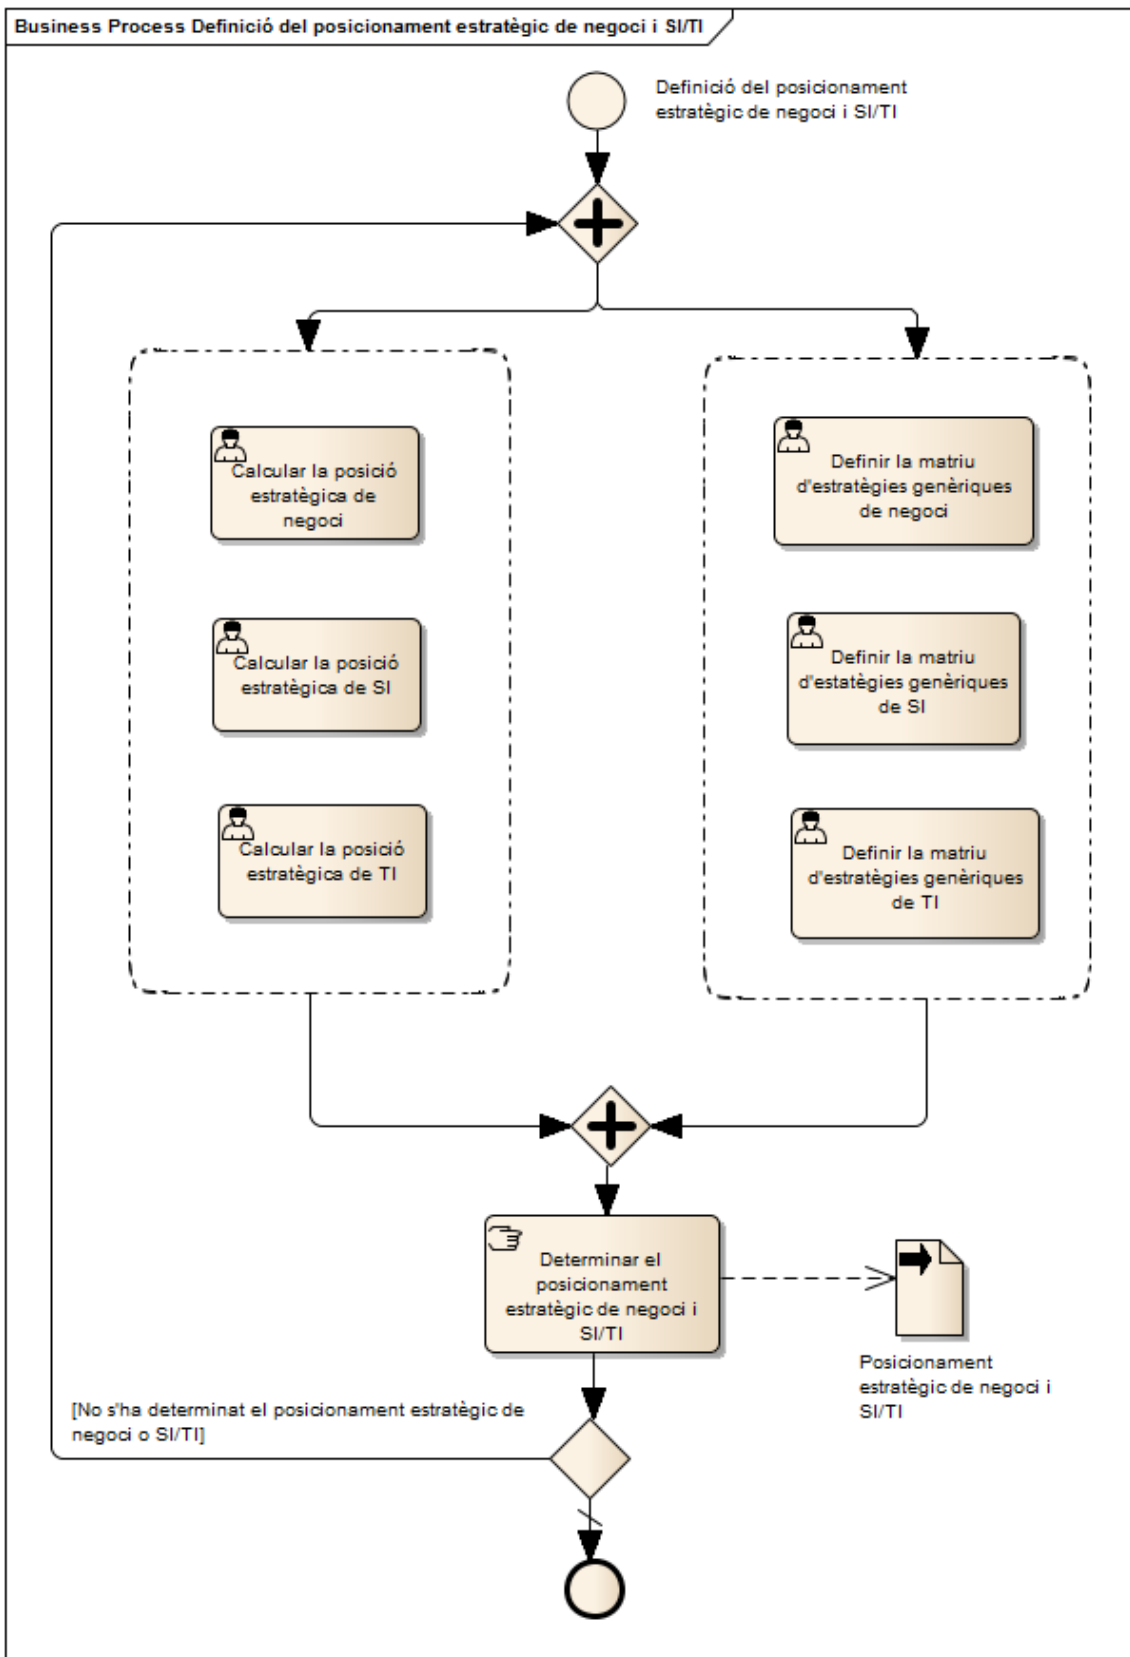 Business Process Definició del posicionament estratègic de negoci i SI/TI
Definició del posicionament
estratègic de negoci i SI/TI
Calcular la posició
estratègica de
negoci
Definir la matriu
d'estratègies genèriques
de negoci
Calcular la posició
estratègica de SI
Definir la matriu
d'estatègies genèriques
de SI
Calcular la posició
estratègica de TI
Definir la matriu
d'estratègies genèriques
de TI
Determinar el
posicionament
estratègic de negoci i
SI/TI
Posicionament
estratègic de negoci i
SI/TI
[No s'ha determinat el posicionament estratègic de
negoci o SI/TI]